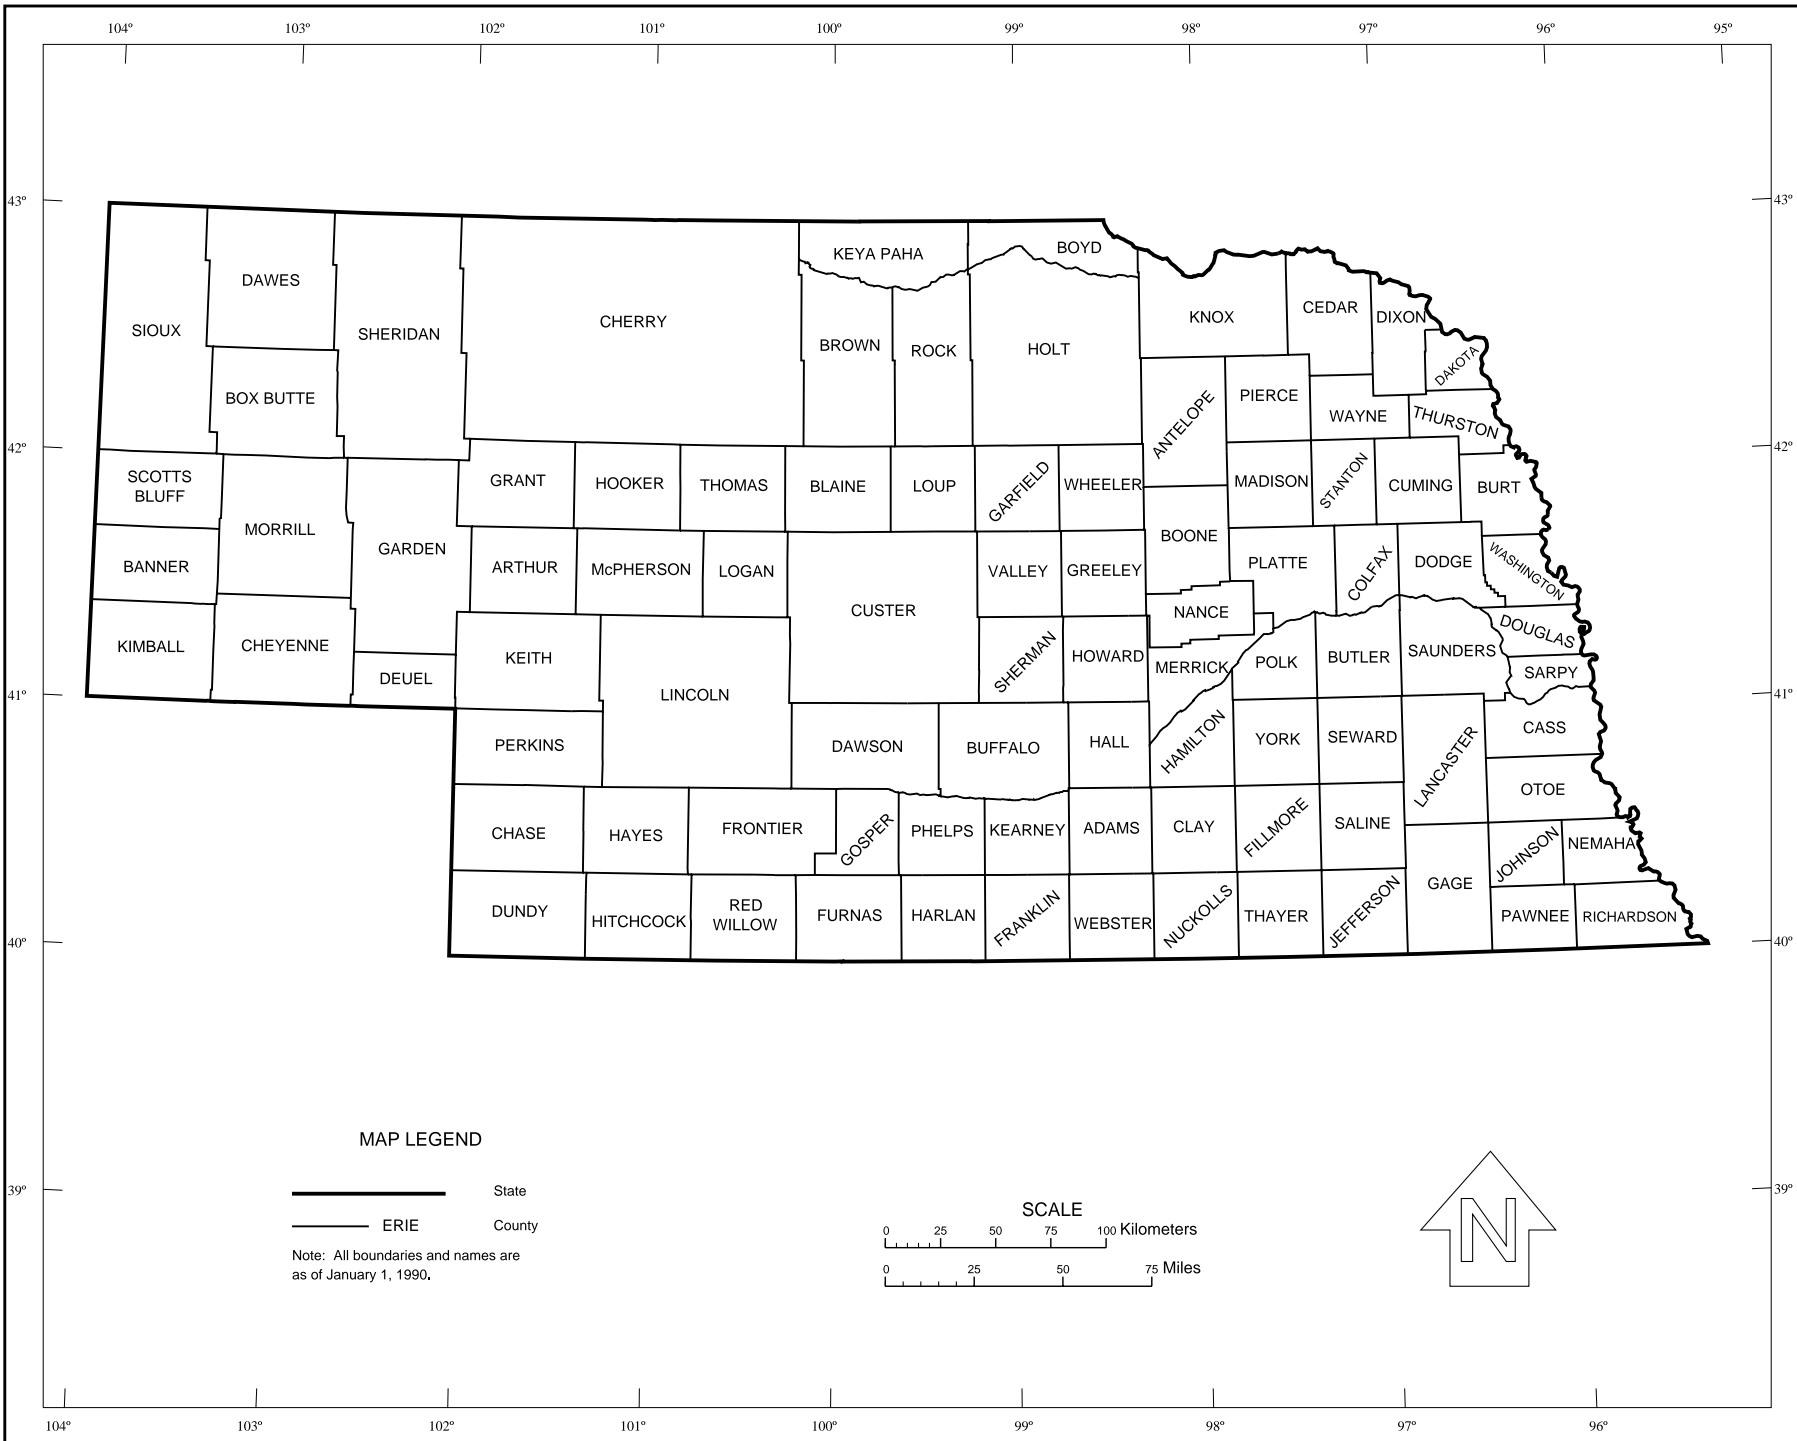 104° 103° 102° 101° 100° 99° 98° 97° 96° 95°
43° 43°
KEYA PAHA BOYD
DAWES
SIOUX SHERIDAN CHERRY BROWN ROCK HOLT KNOX CEDAR DIXON
DAKOTA
BOX BUTTE ANTELOPE PIERCE WAYNE THURSTON
42° 42°
SCOTTS
BLUFF
GRANT HOOKER THOMAS BLAINE LOUP GARFIELD WHEELER MADISON STANTON CUMING BURT
MORRILL GARDEN BOONE
BANNER ARTHUR McPHERSON LOGAN VALLEY GREELEY PLATTE COLFAX DODGE WASHINGTON
CUSTER NANCE
KIMBALL CHEYENNE KEITH SHERMAN HOWARD MERRICK POLK BUTLER SAUNDERS DOUGLAS
DEUEL LINCOLN SARPY
41° 41°
PERKINS DAWSON BUFFALO HALL HAMILTON YORK SEWARD LANCASTER CASS
OTOE
CHASE HAYES FRONTIER GOSPER PHELPS KEARNEY ADAMS CLAY FILLMORE SALINE JOHNSON NEMAHA
GAGE
DUNDY HITCHCOCK RED
WILLOW
FURNAS HARLAN FRANKLIN WEBSTER NUCKOLLS THAYER JEFFERSON PAWNEE RICHARDSON
40° 40°
MAP LEGEND
State
ERIE County
Note: All boundaries and names are
as of January 1, 1990.
39° 39°
SCALE
0 25 50 75 100 Kilometers
0 25 50 75 Miles
N
104° 103° 102° 101° 100° 99° 98° 97° 96°